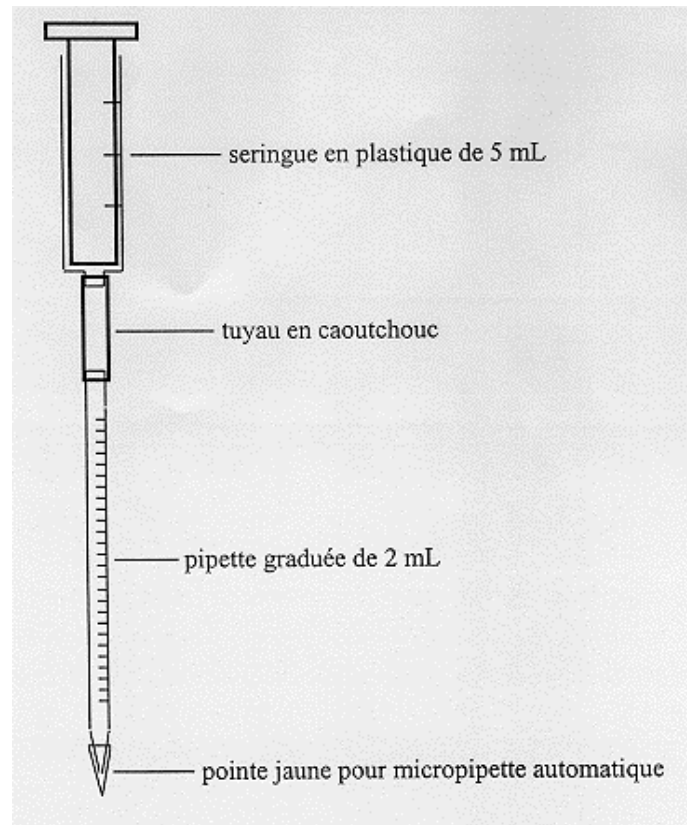 seringue en plastique de 5 mL
tuyau en caoutchouc
pipette graduée de 2 mL
pointe jaune pour micropipette automatique